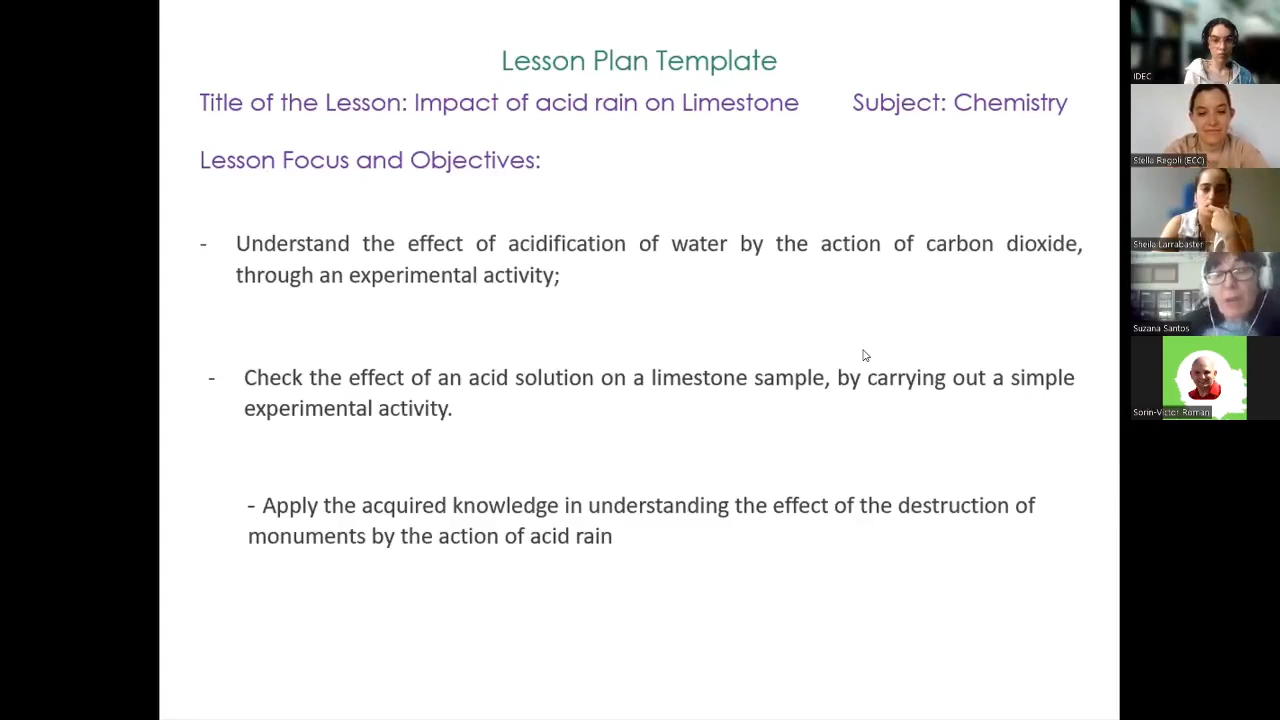 Lesson Plan Template
Title of the Lesson: Impact of acid rain on Limestone Subject: Chemistry
Lesson Focus and Objectives:
- Understand the effect of acidification of water by the action of carbon dioxide,
through an experimental activity;
- Check the effect of an acid solution on a limestone sample, by carrying out a simple
experimental activity.
- Apply the acquired knowledge in understanding the effect of the destruction of
monuments by the action of acid rain
IDEC
Stella Ragoli (ECC)
Sheila Larrabaster
Suzana Santos
Sorin-Victor Roman